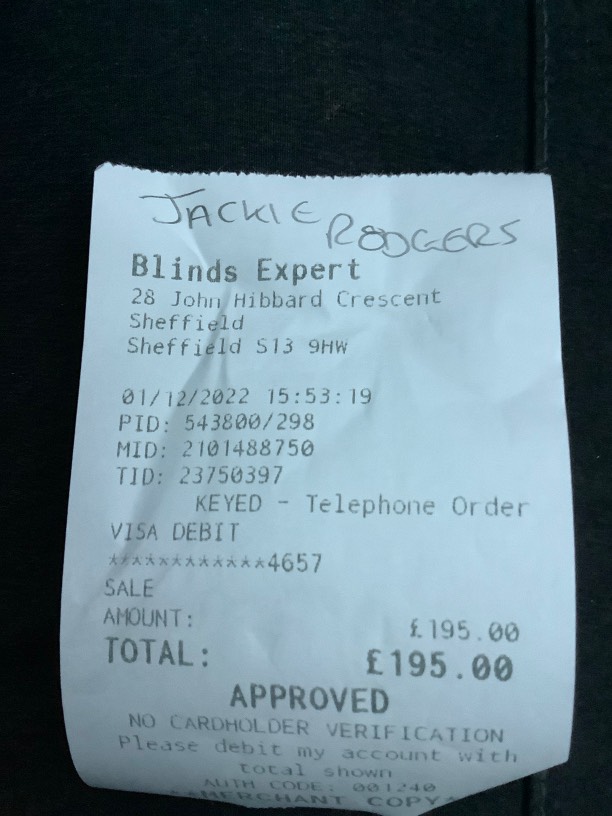 JACKIE RODGERS
Blinds Expert
28 John Hibbard Crescent
Sheffield
Sheffield S13 9HW
01/12/2022 15:53:19
PID: 543800/298
MID: 2101488750
TID: 23750397
KEYED - Telephone Order
VISA DEBIT
************4657
SALE
AMOUNT: £195.00
TOTAL: £195.00
APPROVED
NO CARDHOLDER VERIFICATION
Please debit my account with
total shown
AUTH CODE: 001240
**MERCHANT COPY*